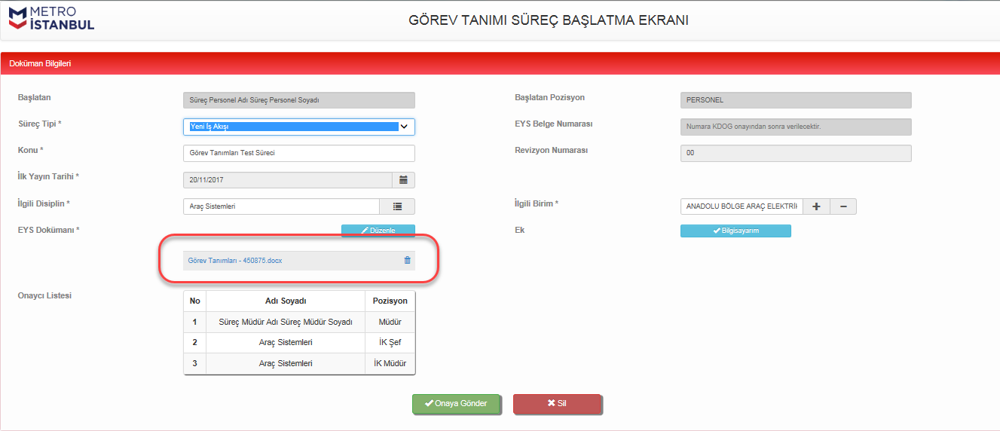 METRO
İSTANBUL
GÖREV TANIMI SÜREÇ BAŞLATMA EKRANI
Doküman Bilgileri
Başlatan
Süreç Personel Adı Süreç Personel Soyadı
Başlatan Pozisyon
PERSONEL
Süreç Tipi *
Yeni İş Akışı
EYS Belge Numarası
Numara KDOG onayından sonra verilecektir.
Konu *
Görev Tanımları Test Süreci
Revizyon Numarası
00
İlk Yayın Tarihi *
20/11/2017
İlgili Disiplin *
Araç Sistemleri
İlgili Birim *
ANADOLU BÖLGE ARAÇ ELEKTRİK
EYS Dokümanı *
Düzenle
Ek
Bilgisayarım
Görev Tanımları - 450875.docx
Onaycı Listesi
No Adı Soyadı Pozisyon
1 Süreç Müdür Adı Süreç Müdür Soyadı Müdür
2 Araç Sistemleri İK Şef
3 Araç Sistemleri İK Müdür
Onaya Gönder
Sil